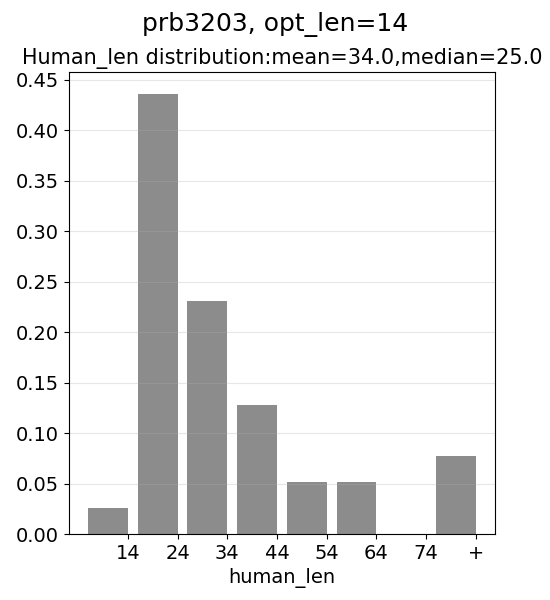 prb3203, opt_len=14
Human_len distribution:mean=34.0,median=25.0
0.45
0.40
0.35
0.30
0.25
0.20
0.15
0.10
0.05
0.00
14 24 34 44 54 64 74 +
human_len